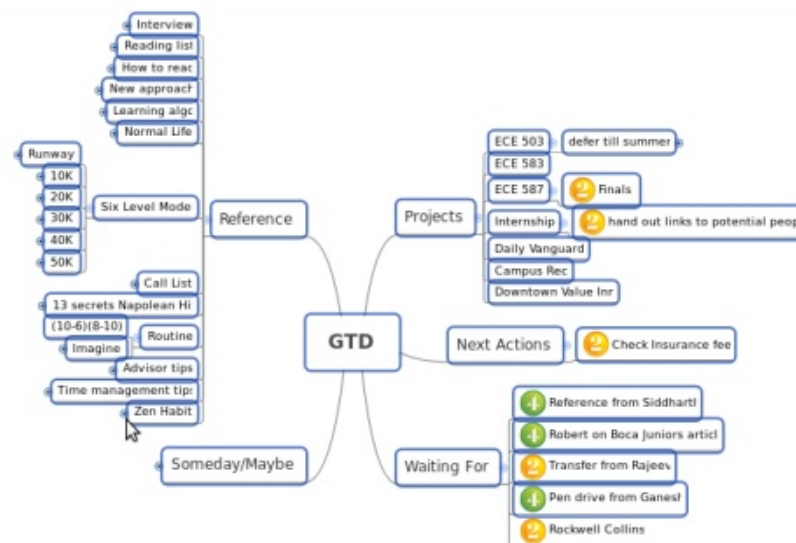 Interview
Reading list
How to reac
New approach
Learning algo
Normal Life
Runway
10K
20K
30K
40K
50K
Six Level Mode
Reference
Call List
13 secrets Napolean Hi
(10-6)(8-10)
Imagine
Routine
Advisor tips
Time management tips
Zen Habit
Someday/Maybe
GTD
Projects
ECE 503
defer till summer
ECE 583
ECE 587
2 Finals
Internship
2 hand out links to potential peop
Daily Vanguard
Campus Rec
Downtown Value Inr
Next Actions
2 Check Insurance fee
Waiting For
4 Reference from Siddhartl
4 Robert on Boca Juniors articl
2 Transfer from Rajeev
4 Pen drive from Ganesh
2 Rockwell Collins